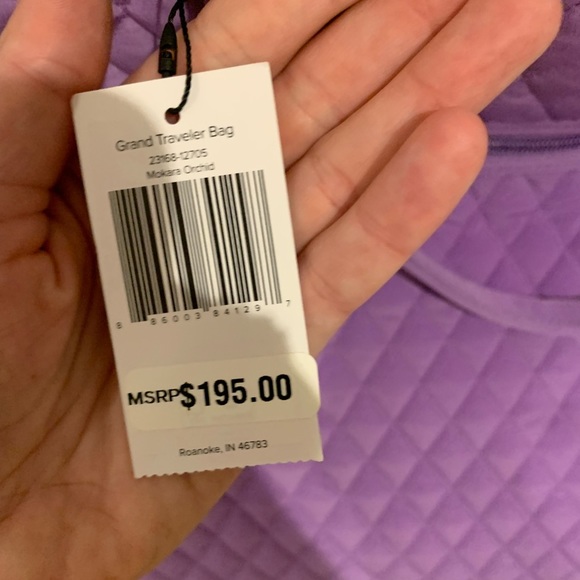 Grand Traveler Bag
23168-12705
Mokara Orchid
8 86003 84129 7
MSRP$195.00
Roanoke, IN 46783